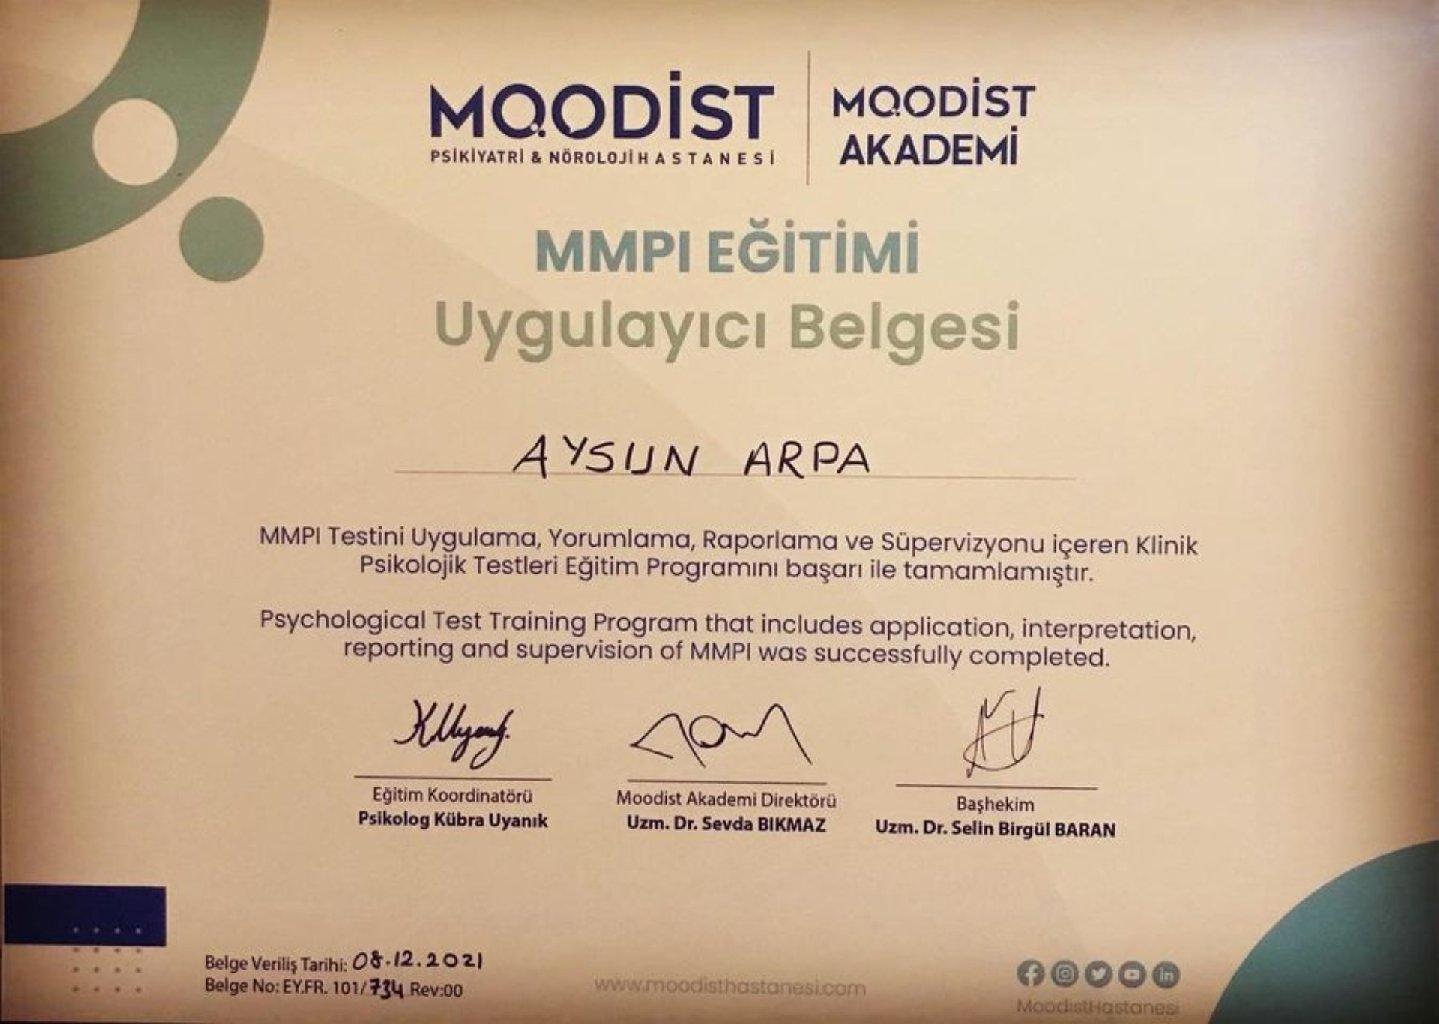 MOODİST
PSİKİYATRİ & NÖROLOJİ HASTANESİ
MOODİST
AKADEMİ
MMPI EĞİTİMİ
Uygulayıcı Belgesi
AYSUN ARPA
MMPI Testini Uygulama, Yorumlama, Raporlama ve Süpervizyonu içeren Klinik
Psikolojik Testleri Eğitim Programını başarı ile tamamlamıştır.
Psychological Test Training Program that includes application, interpretation,
reporting and supervision of MMPI was successfully completed.
Eğitim Koordinatörü
Psikolog Kübra Uyanık
Moodist Akademi Direktörü
Uzm. Dr. Sevda BIKMAZ
Başhekim
Uzm. Dr. Selin Birgül BARAN
Belge Veriliş Tarihi: 08.12.2021
Belge No: EY.FR. 101/734 Rev:00
www.moodisthastanesi.com
MoodistHastanesi